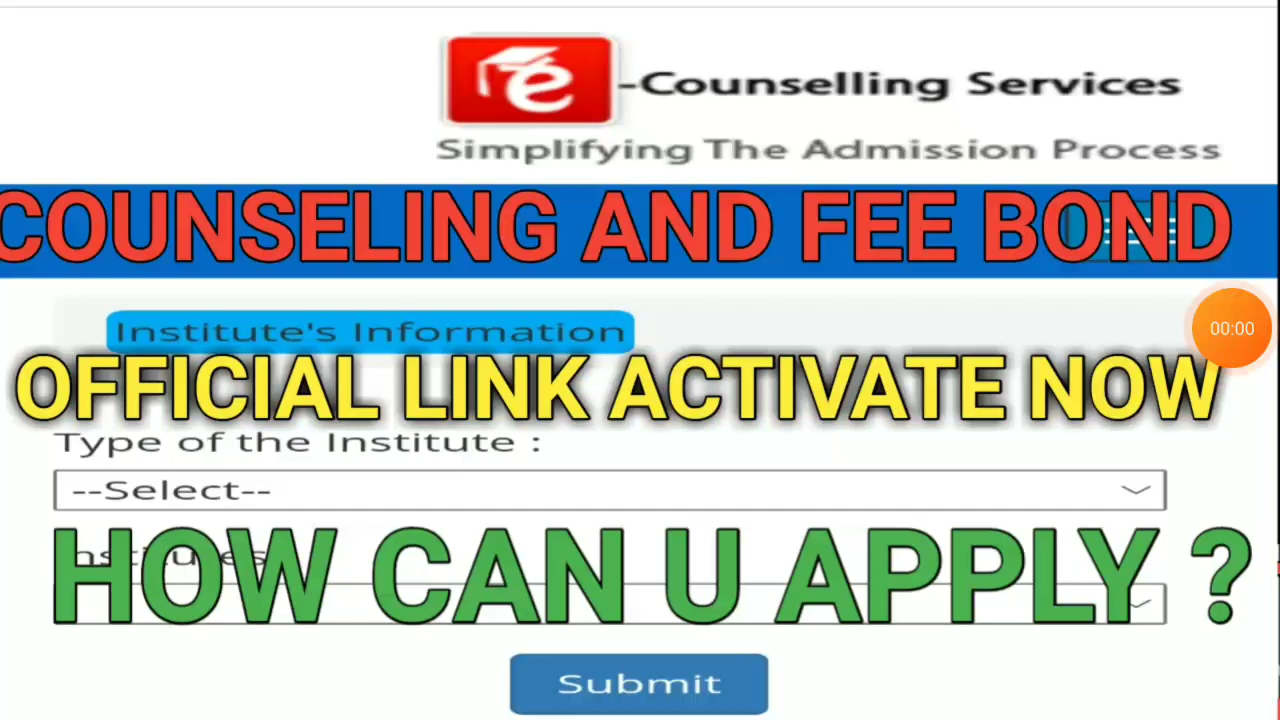 e-Counselling Services
Simplifying The Admission Process
COUNSELING AND FEE BOND
Institute's Information
00:00
OFFICIAL LINK ACTIVATE NOW
Type of the Institute :
--Select--
Institutes
HOW CAN U APPLY ?
Submit